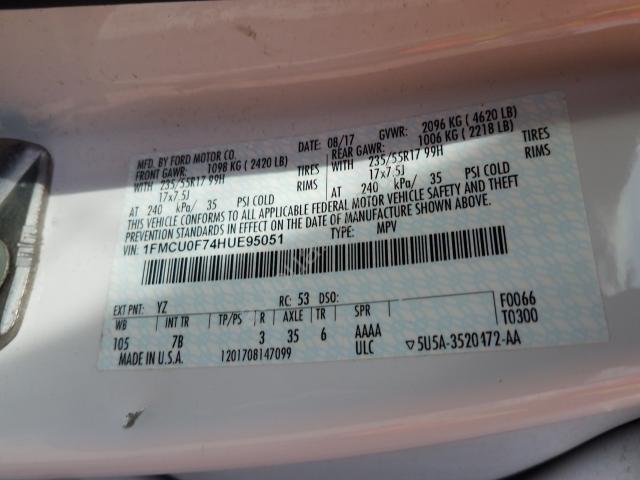 MFD. BY FORD MOTOR CO. DATE: 08/17 GVWR: 2096 KG ( 4620 LB)
FRONT GAWR: 1098 KG ( 2420 LB) REAR GAWR: 1006 KG ( 2218 LB)
WITH 235/55R17 99H TIRES WITH 235/55R17 99H TIRES
17x7.5J RIMS 17x7.5J RIMS
AT 240 kPa/ 35 PSI COLD AT 240 kPa/ 35 PSI COLD
THIS VEHICLE CONFORMS TO ALL APPLICABLE FEDERAL MOTOR VEHICLE SAFETY AND THEFT
PREVENTION STANDARDS IN EFFECT ON THE DATE OF MANUFACTURE SHOWN ABOVE.
VIN: 1FMCU0F74HUE95051 TYPE: MPV
EXT PNT: YZ RC: 53 DSO: F0066
WB INT TR TP/PS R AXLE TR SPR T0300
105 7B 3 35 6 AAAA
MADE IN U.S.A. 1201708147099 ULC ▽5U5A-3520472-AA